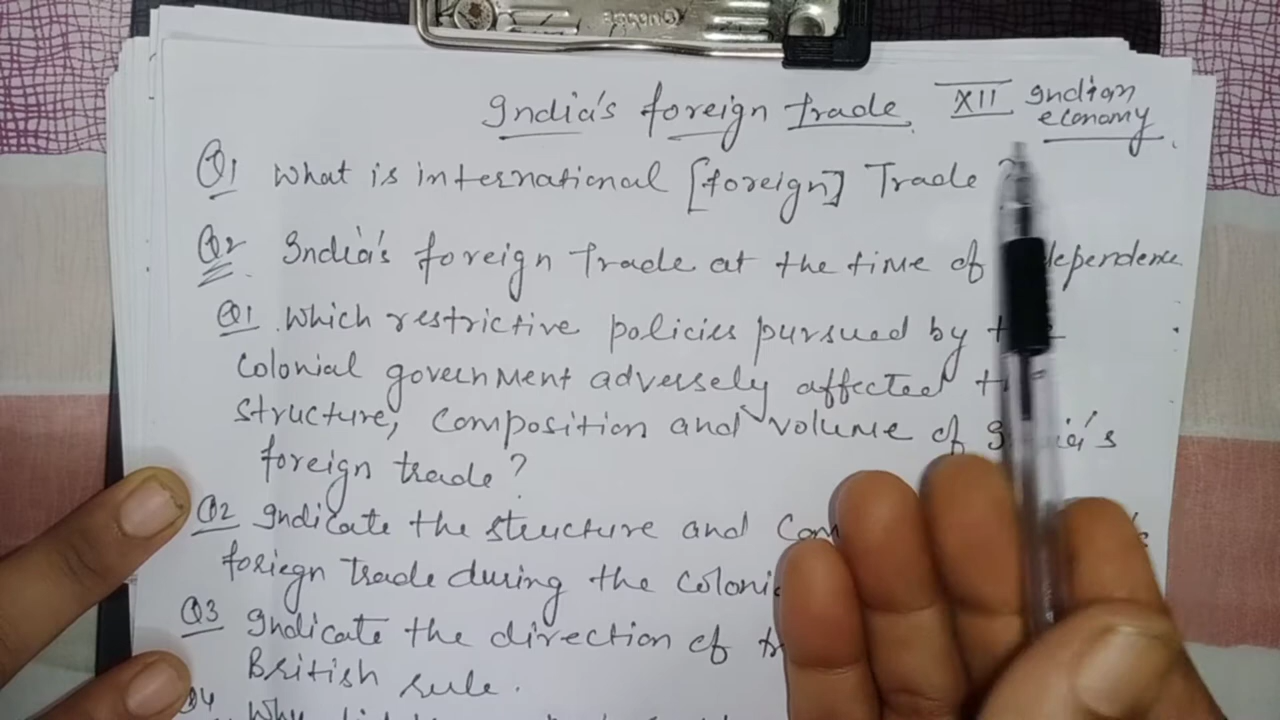 India's foreign trade. XII Indian economy.
Q1 What is international [foreign] Trade
Q2 India's foreign Trade at the time of
Q1 Which restrictive policies pursued by
Colonial government adversely affected
structure, Composition and volume of
foreign trade?
Q2 Indicate the structure and
foriegn trade during the
Q3 Indicate the direction of
British rule.
Q4 Why